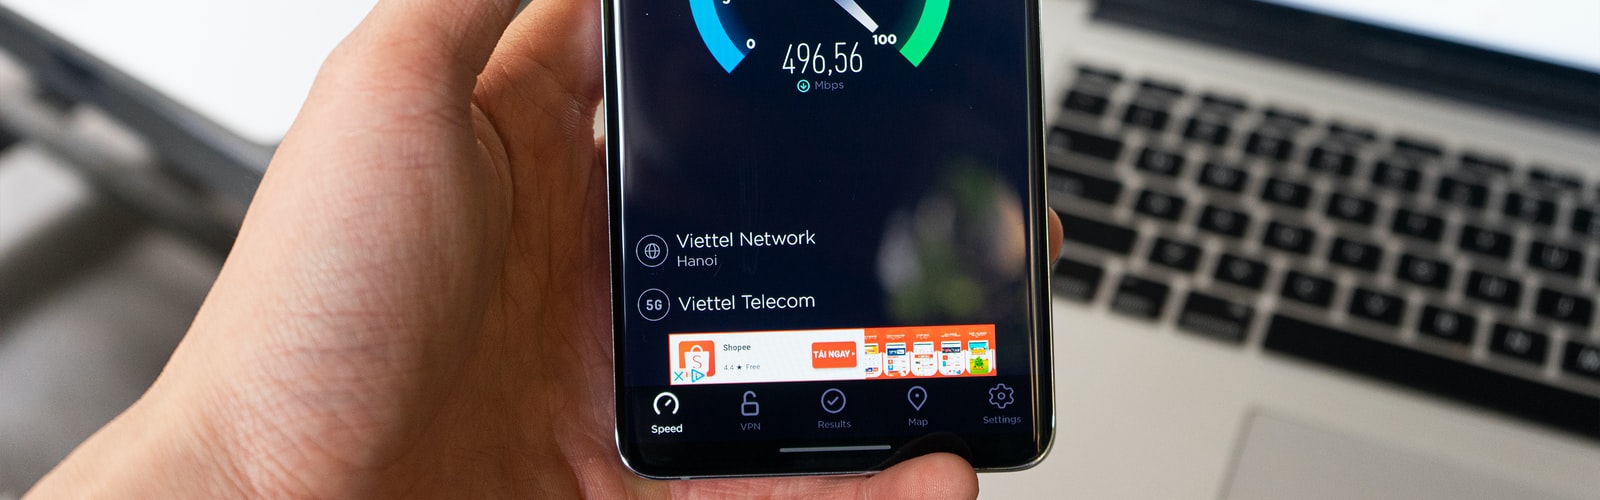 0
100
496,56
Mbps
Viettel Network
Hanoi
5G
Viettel Telecom
Shopee
TẢI NGAY
4.4 ★ Free
Speed
VPN
Results
Map
Settings